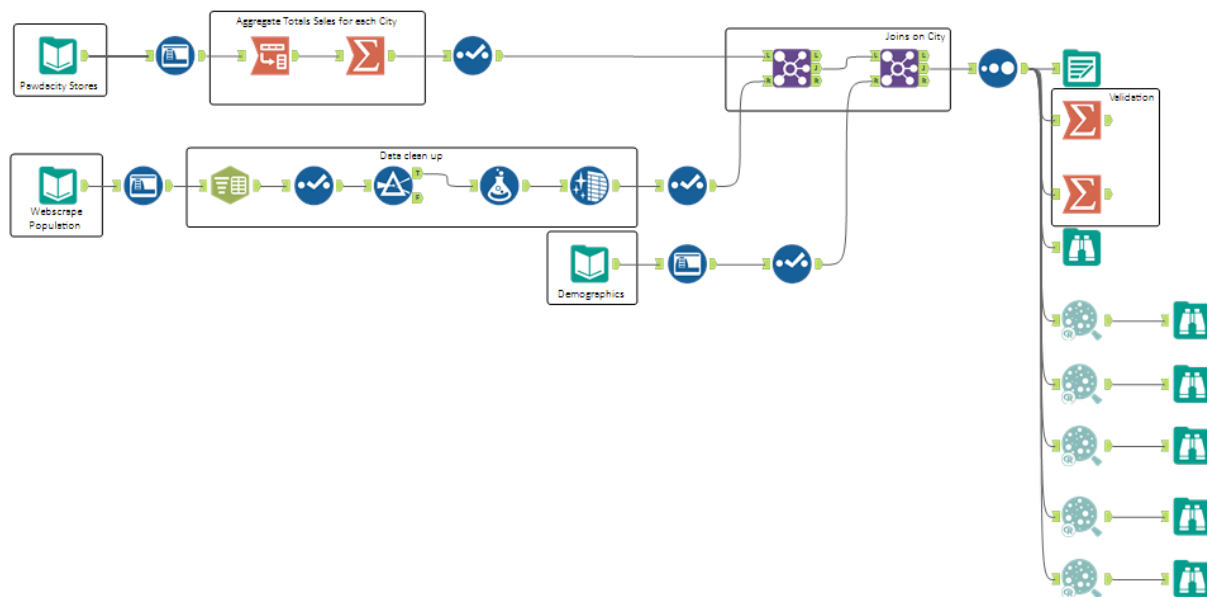 Aggregate Totals Sales for each City
Pawdacity Stores
Joins on City
Validation
Data clean up
Webscrape
Population
Demographics